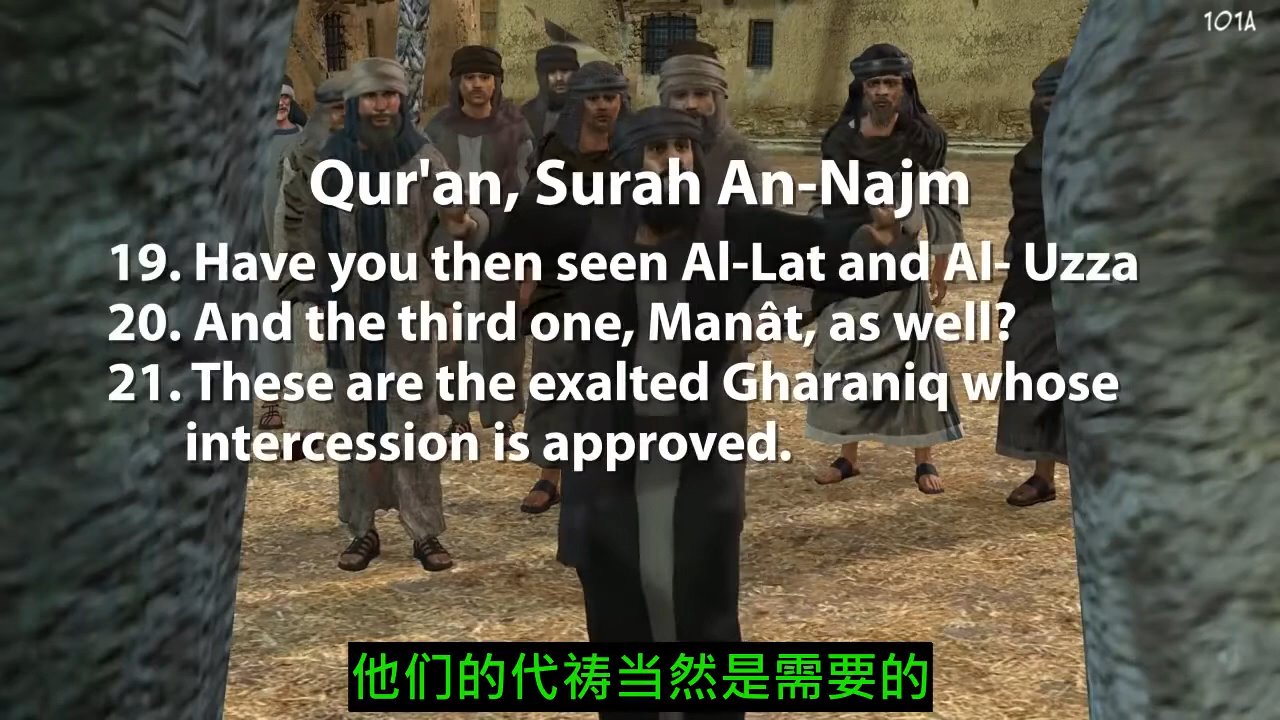 101A
Qur'an, Surah An-Najm
19. Have you then seen Al-Lat and Al- Uzza
20. And the third one, Manât, as well?
21. These are the exalted Gharaniq whose
intercession is approved.
他们的代祷当然是需要的